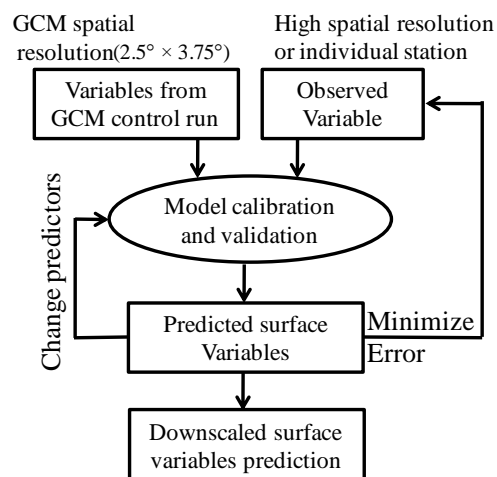 GCM spatial
resolution(2.5° × 3.75°)
High spatial resolution
or individual station
Variables from
GCM control run
Observed
Variable
Model calibration
and validation
Change predictors
Predicted surface
Variables
Minimize
Error
Downscaled surface
variables prediction